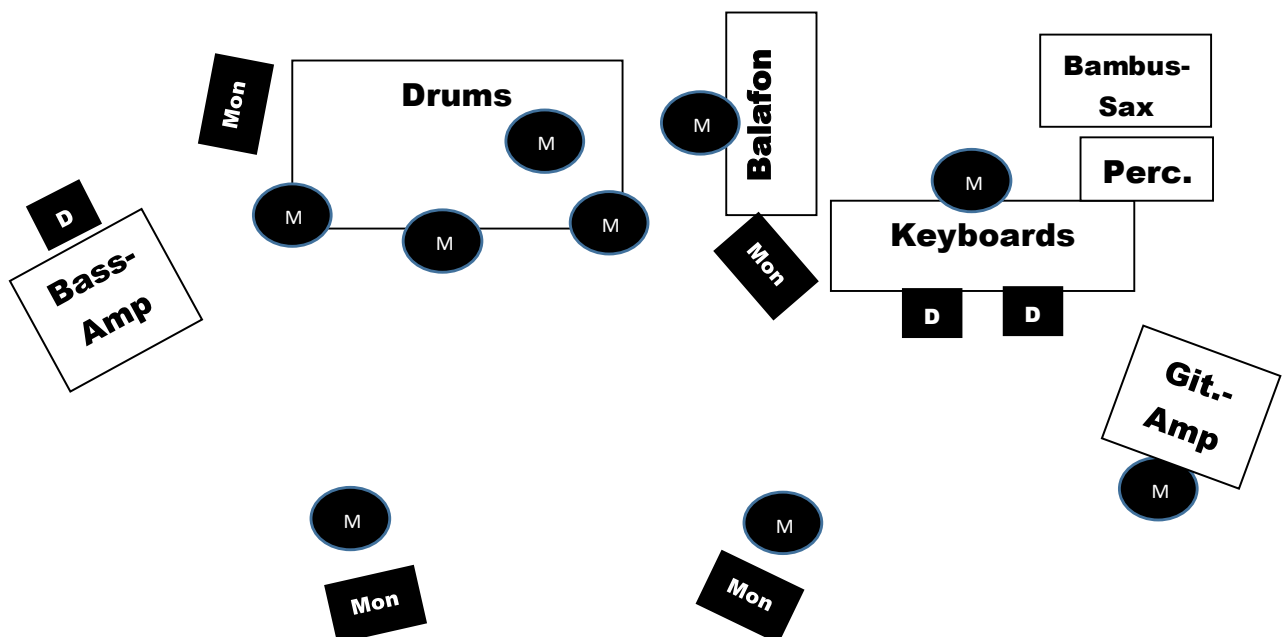 Mon
Drums
M
M
M
M
D
Bass-
Amp
M
Balafon
Mon
Bambus-
Sax
Perc.
M
Keyboards
D
D
Git.-
Amp
M
M
Mon
M
Mon